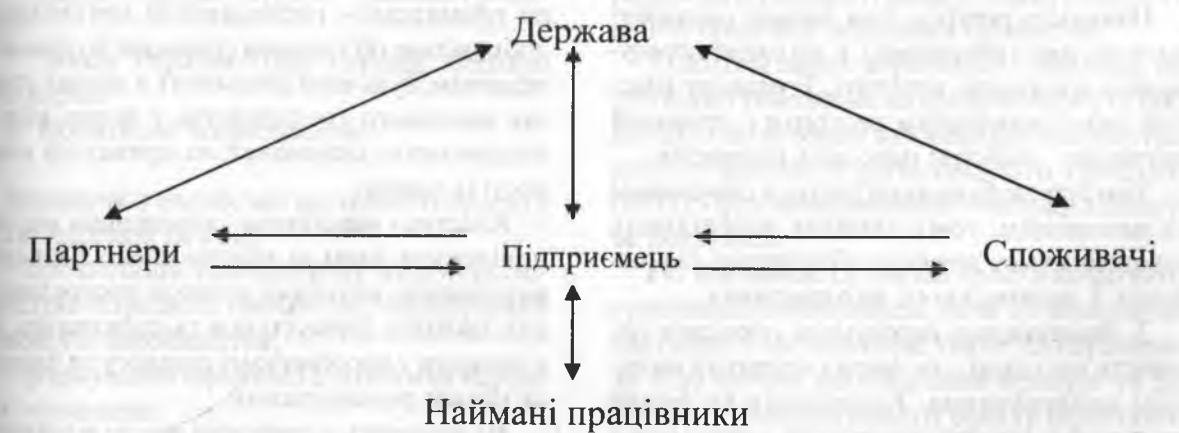 Держава
Партнери Підприємець Споживачі
Наймані працівники